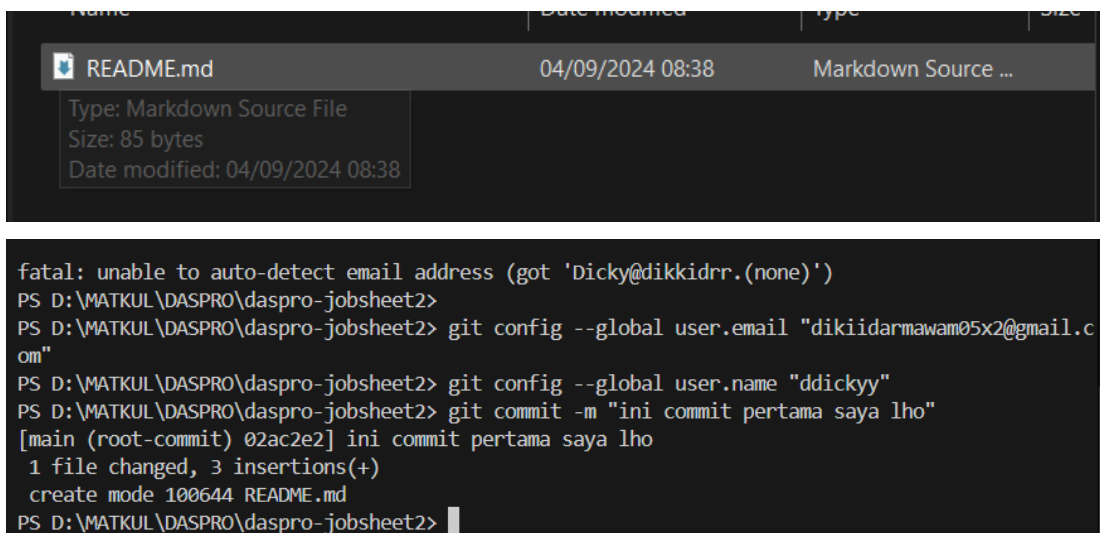 Name Date modified Type Size
README.md 04/09/2024 08:38 Markdown Source ...
Type: Markdown Source File
Size: 85 bytes
Date modified: 04/09/2024 08:38
fatal: unable to auto-detect email address (got 'Dicky@dikkidrr.(none)')
PS D:\MATKUL\DASPRO\daspro-jobsheet2>
PS D:\MATKUL\DASPRO\daspro-jobsheet2> git config --global user.email "dikiidarmawam05x2@gmail.c
om"
PS D:\MATKUL\DASPRO\daspro-jobsheet2> git config --global user.name "ddickyy"
PS D:\MATKUL\DASPRO\daspro-jobsheet2> git commit -m "ini commit pertama saya lho"
[main (root-commit) 02ac2e2] ini commit pertama saya lho
 1 file changed, 3 insertions(+)
 create mode 100644 README.md
PS D:\MATKUL\DASPRO\daspro-jobsheet2>